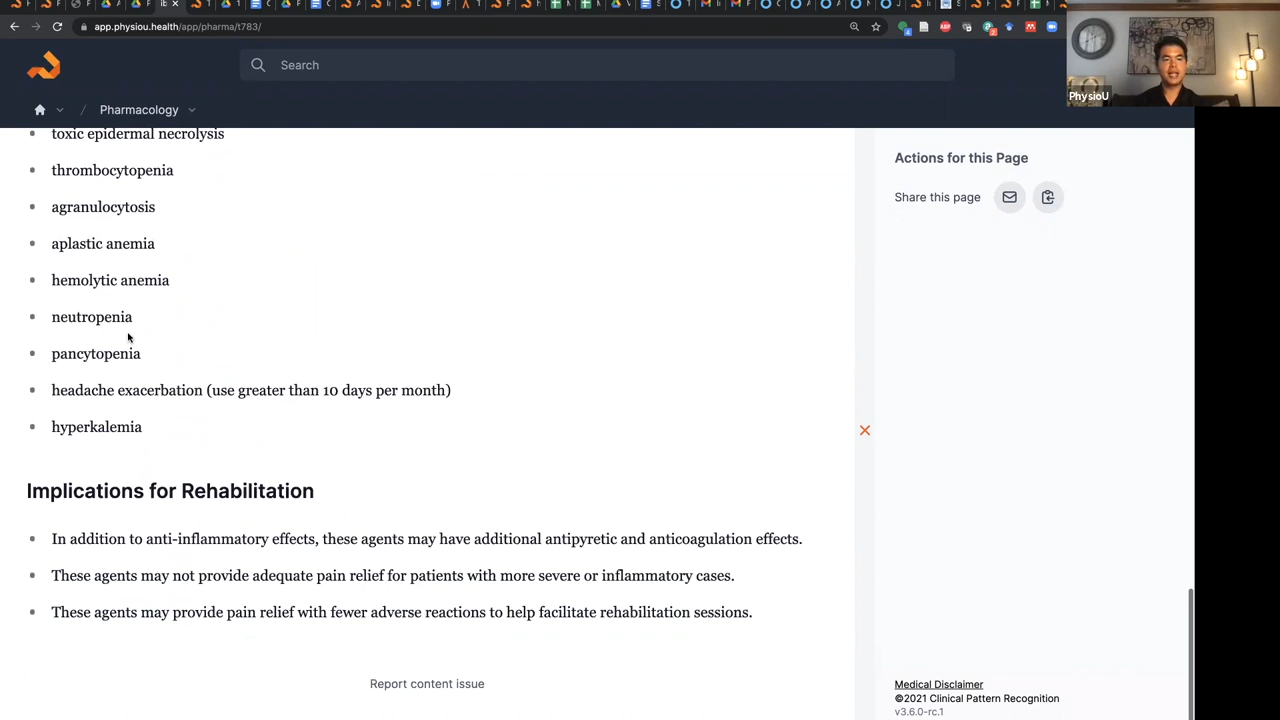 app.physiou.health/app/pharma/t783/
Search
PhysioU
/ Pharmacology
toxic epidermal necrolysis
thrombocytopenia
agranulocytosis
aplastic anemia
hemolytic anemia
neutropenia
pancytopenia
headache exacerbation (use greater than 10 days per month)
hyperkalemia
Implications for Rehabilitation
In addition to anti-inflammatory effects, these agents may have additional antipyretic and anticoagulation effects.
These agents may not provide adequate pain relief for patients with more severe or inflammatory cases.
These agents may provide pain relief with fewer adverse reactions to help facilitate rehabilitation sessions.
Report content issue
Actions for this Page
Share this page
Medical Disclaimer
©2021 Clinical Pattern Recognition
v3.6.0-rc.1